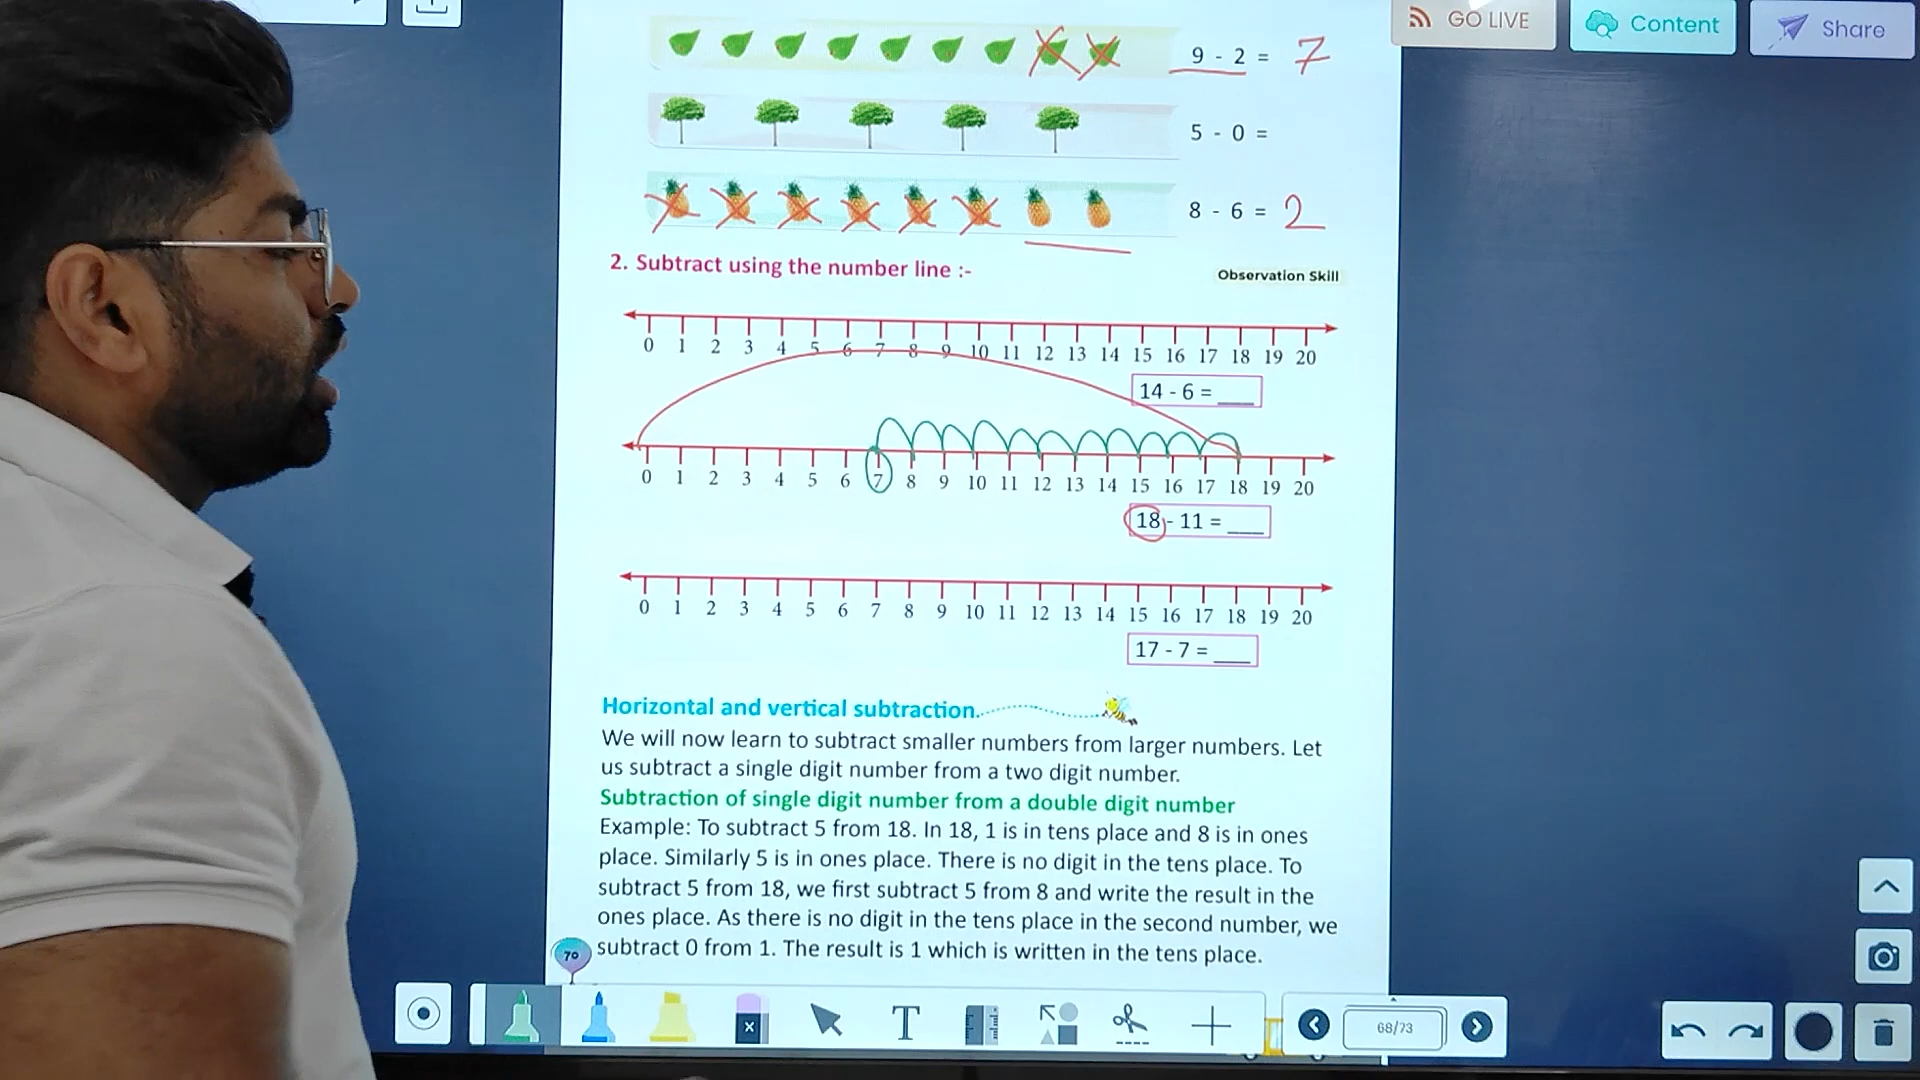 GO LIVE
Content
Share
9 - 2 = 7
5 - 0 =
8 - 6 = 2
2. Subtract using the number line :-
Observation Skill
0 1 2 3 4 5 6 7 8 9 10 11 12 13 14 15 16 17 18 19 20
14 - 6 = ___
0 1 2 3 4 5 6 7 8 9 10 11 12 13 14 15 16 17 18 19 20
18 - 11 = ___
0 1 2 3 4 5 6 7 8 9 10 11 12 13 14 15 16 17 18 19 20
17 - 7 = ___
Horizontal and vertical subtraction.
We will now learn to subtract smaller numbers from larger numbers. Let
us subtract a single digit number from a two digit number.
Subtraction of single digit number from a double digit number
Example: To subtract 5 from 18. In 18, 1 is in tens place and 8 is in ones
place. Similarly 5 is in ones place. There is no digit in the tens place. To
subtract 5 from 18, we first subtract 5 from 8 and write the result in the
ones place. As there is no digit in the tens place in the second number, we
subtract 0 from 1. The result is 1 which is written in the tens place.
70
T
68/73